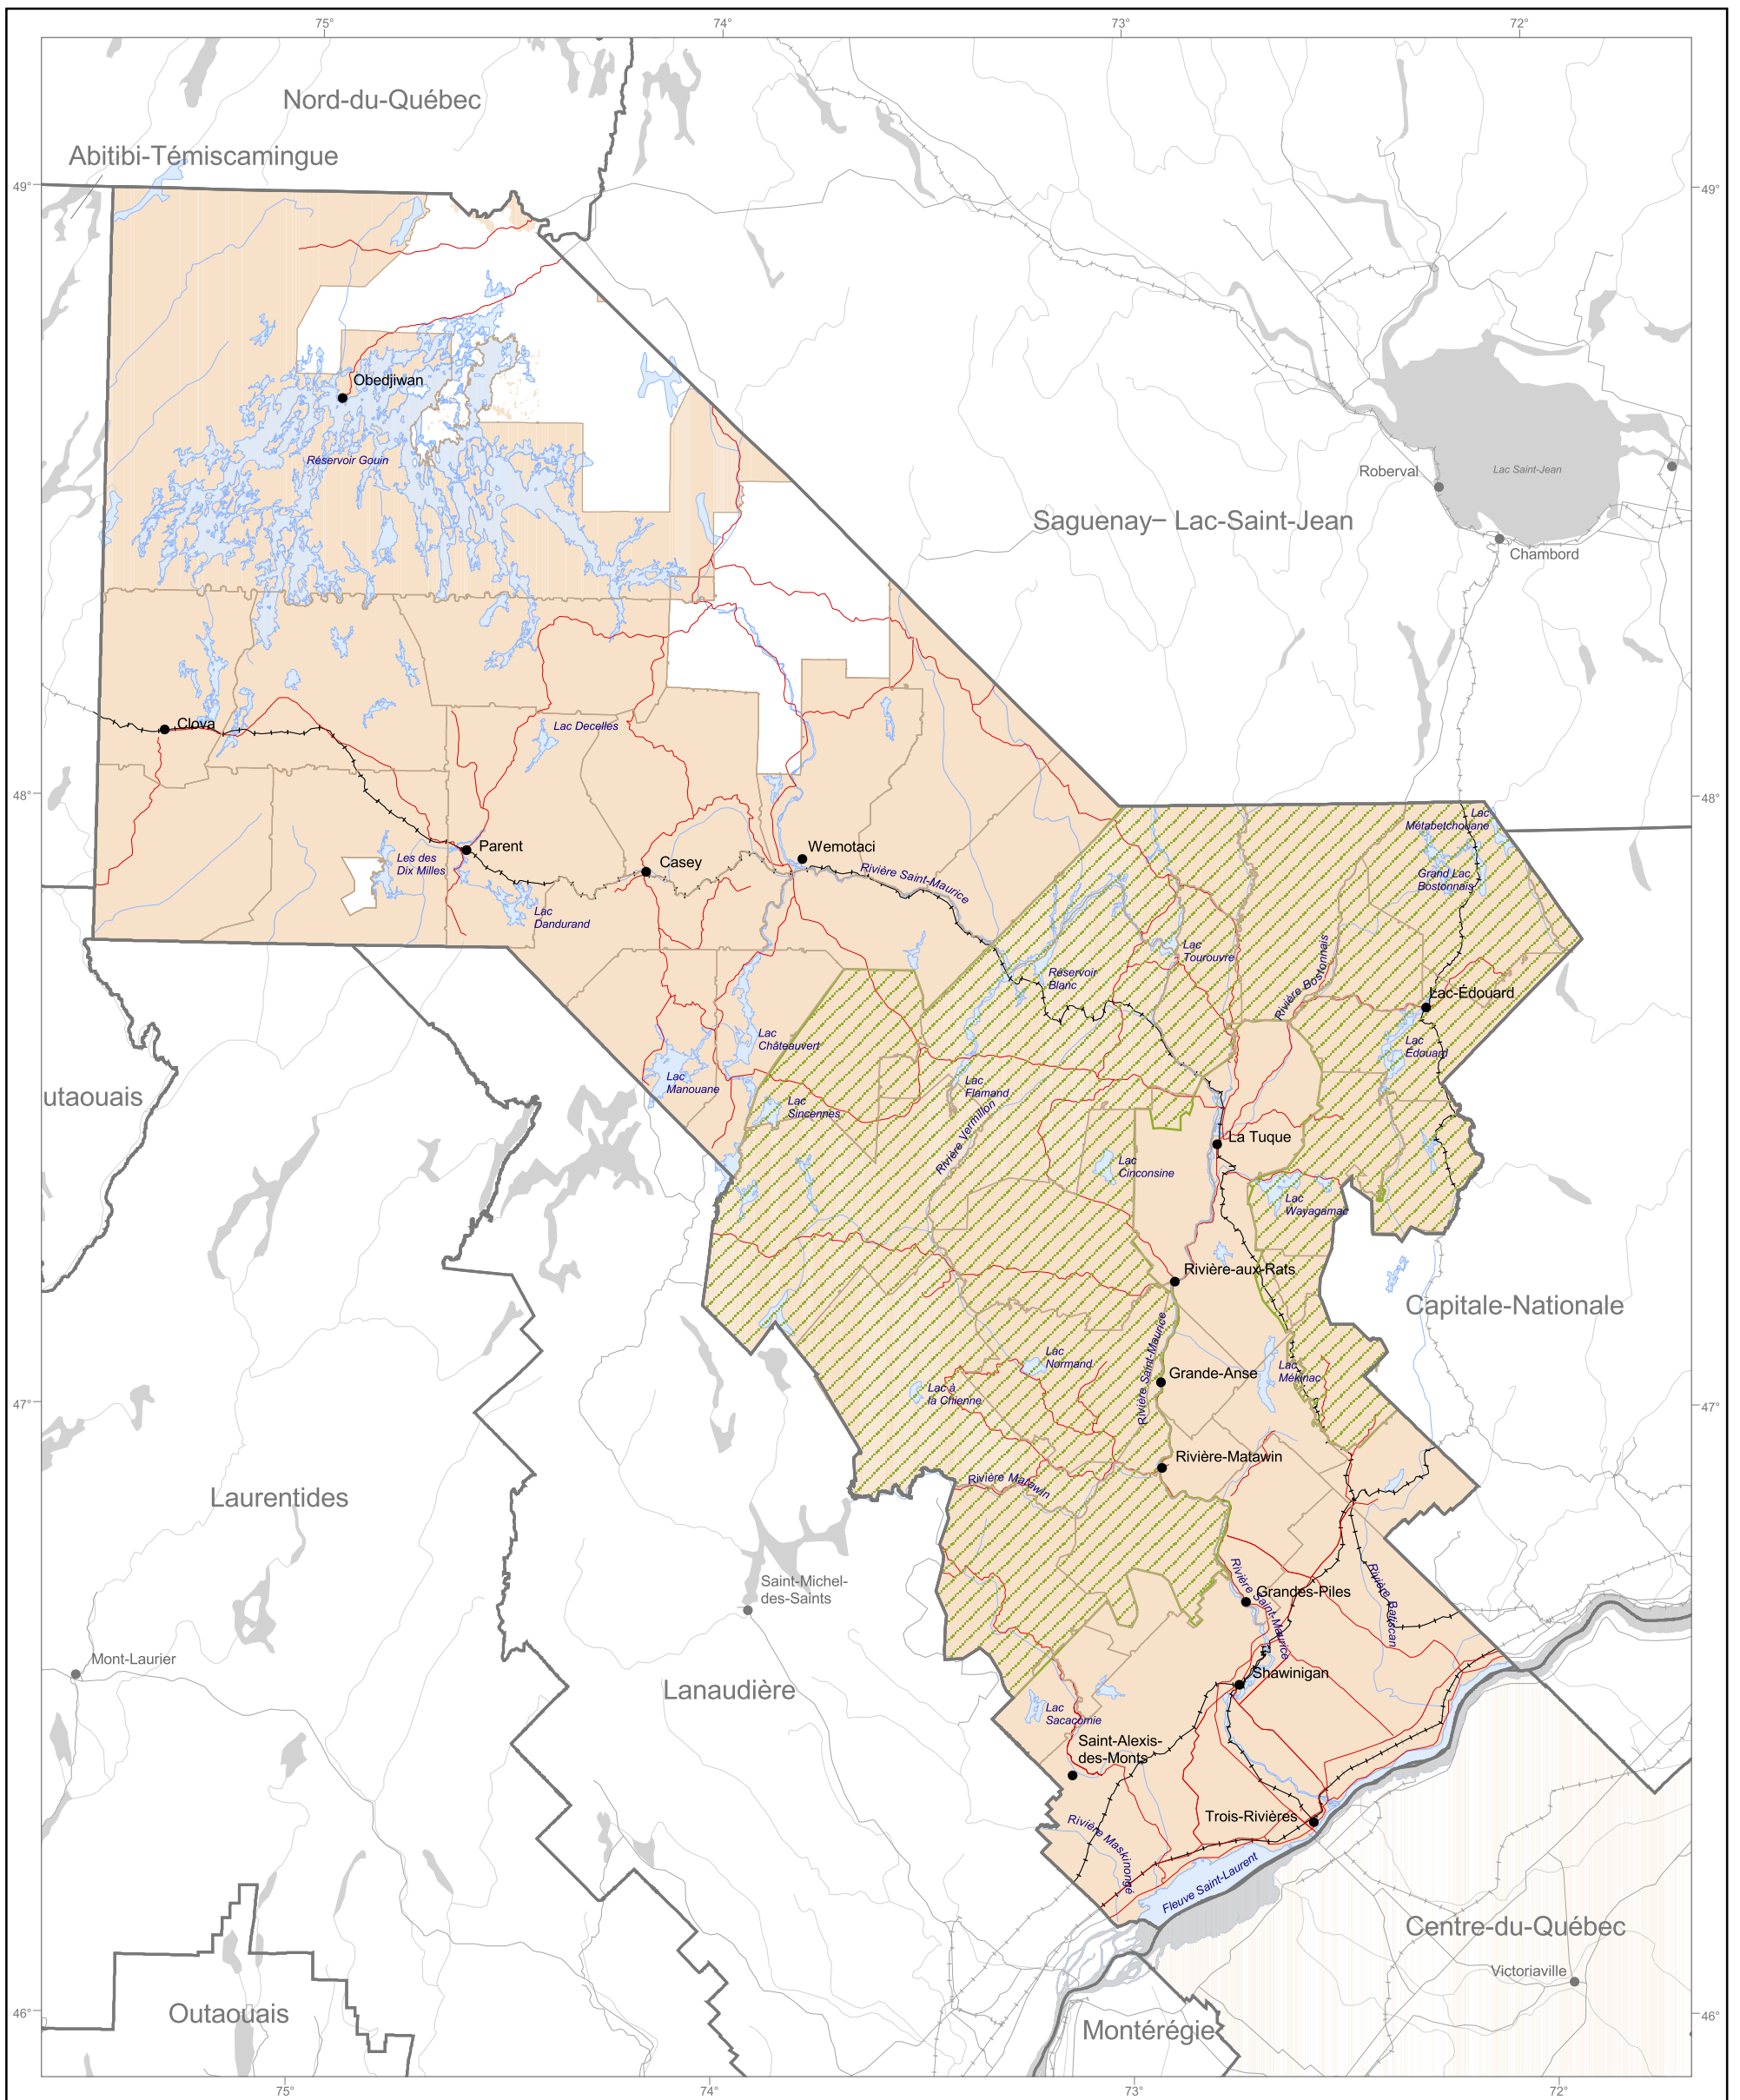 75°
74°
73°
72°
Nord-du-Québec
Abitibi-Témiscamingue
49°
49°
Obedjiwan
Réservoir Gouin
Roberval
Lac Saint-Jean
Saguenay– Lac-Saint-Jean
Chambord
Clova
Lac Decelles
48°
48°
Lac
Métabetchouane
Parent
Wemotaci
Les des
Dix Milles
Casey
Rivière Saint-Maurice
Grand Lac
Bostonnais
Lac
Dandurand
Lac
Tourouvre
Rivière Bostonnais
Réservoir
Blanc
Lac-Édouard
Lac
Châteauvert
Lac
Édouard
Lac
Manouane
Lac
Flamand
Lac
Sincennes
utaouais
Rivière Vermillon
La Tuque
Lac
Cinconsine
Lac
Wayagamac
Rivière-aux-Rats
Capitale-Nationale
Rivière Saint-Maurice
Lac
Normand
Grande-Anse
Lac
Mékinac
Lac à
la Chienne
47°
47°
Rivière-Matawin
Rivière Matawin
Laurentides
Saint-Michel-
des-Saints
Rivière Saint-Maurice
Grandes-Piles
Rivière Batiscan
Mont-Laurier
Shawinigan
Lanaudière
Lac
Sacacomie
Saint-Alexis-
des-Monts
Trois-Rivières
Rivière Maskinongé
Fleuve Saint-Laurent
Centre-du-Québec
Victoriaville
Outaouais
46°
46°
Montérégie
75°
74°
73°
72°